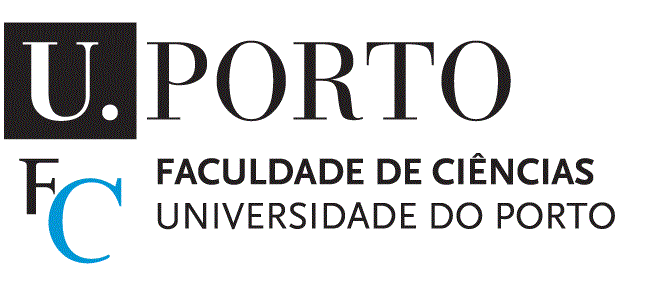 U. PORTO
FC FACULDADE DE CIÊNCIAS
UNIVERSIDADE DO PORTO